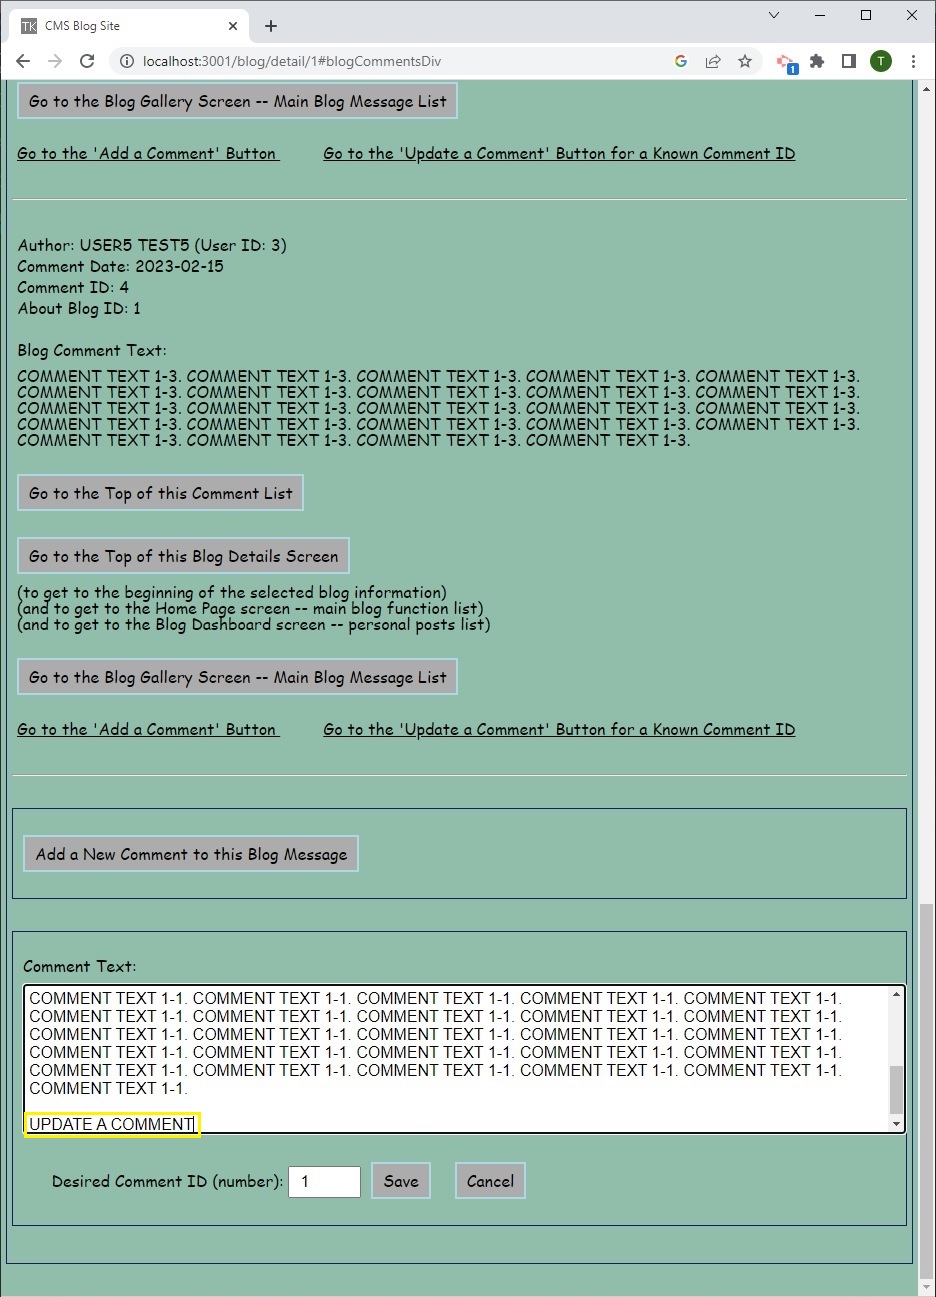 TK CMS Blog Site
localhost:3001/blog/detail/1#blogCommentsDiv
1
T
Go to the Blog Gallery Screen -- Main Blog Message List
Go to the 'Add a Comment' Button Go to the 'Update a Comment' Button for a Known Comment ID
Author: USER5 TEST5 (User ID: 3)
Comment Date: 2023-02-15
Comment ID: 4
About Blog ID: 1
Blog Comment Text:
COMMENT TEXT 1-3. COMMENT TEXT 1-3. COMMENT TEXT 1-3. COMMENT TEXT 1-3. COMMENT TEXT 1-3.
COMMENT TEXT 1-3. COMMENT TEXT 1-3. COMMENT TEXT 1-3. COMMENT TEXT 1-3. COMMENT TEXT 1-3.
COMMENT TEXT 1-3. COMMENT TEXT 1-3. COMMENT TEXT 1-3. COMMENT TEXT 1-3. COMMENT TEXT 1-3.
COMMENT TEXT 1-3. COMMENT TEXT 1-3. COMMENT TEXT 1-3. COMMENT TEXT 1-3. COMMENT TEXT 1-3.
COMMENT TEXT 1-3. COMMENT TEXT 1-3. COMMENT TEXT 1-3. COMMENT TEXT 1-3.
Go to the Top of this Comment List
Go to the Top of this Blog Details Screen
(to get to the beginning of the selected blog information)
(and to get to the Home Page screen -- main blog function list)
(and to get to the Blog Dashboard screen -- personal posts list)
Go to the Blog Gallery Screen -- Main Blog Message List
Go to the 'Add a Comment' Button Go to the 'Update a Comment' Button for a Known Comment ID
Add a New Comment to this Blog Message
Comment Text:
COMMENT TEXT 1-1. COMMENT TEXT 1-1. COMMENT TEXT 1-1. COMMENT TEXT 1-1. COMMENT TEXT 1-1.
COMMENT TEXT 1-1. COMMENT TEXT 1-1. COMMENT TEXT 1-1. COMMENT TEXT 1-1. COMMENT TEXT 1-1.
COMMENT TEXT 1-1. COMMENT TEXT 1-1. COMMENT TEXT 1-1. COMMENT TEXT 1-1. COMMENT TEXT 1-1.
COMMENT TEXT 1-1. COMMENT TEXT 1-1. COMMENT TEXT 1-1. COMMENT TEXT 1-1. COMMENT TEXT 1-1.
COMMENT TEXT 1-1. COMMENT TEXT 1-1. COMMENT TEXT 1-1. COMMENT TEXT 1-1. COMMENT TEXT 1-1.
COMMENT TEXT 1-1.
UPDATE A COMMENT
Desired Comment ID (number): 1 Save Cancel